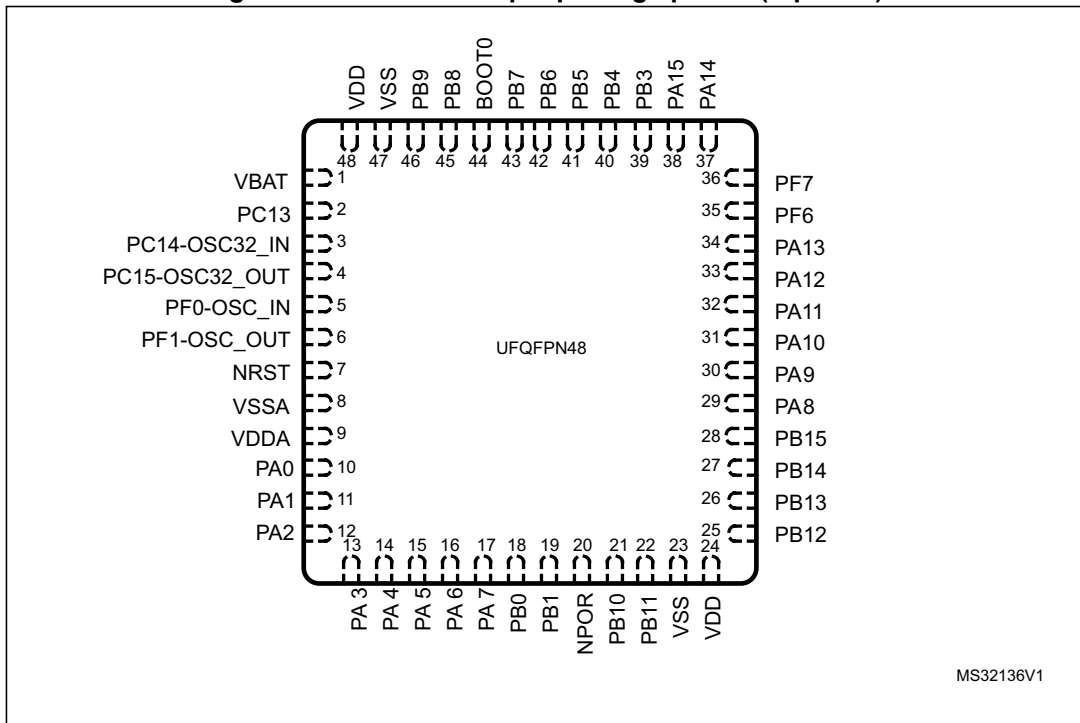 VDD
VSS
PB9
PB8
BOOT0
PB7
PB6
PB5
PB4
PB3
PA15
PA14
48
47
46
45
44
43
42
41
40
39
38
37
VBAT 1
PC13 2
PC14-OSC32_IN 3
PC15-OSC32_OUT 4
PF0-OSC_IN 5
PF1-OSC_OUT 6
NRST 7
VSSA 8
VDDA 9
PA0 10
PA1 11
PA2 12
UFQFPN48
36 PF7
35 PF6
34 PA13
33 PA12
32 PA11
31 PA10
30 PA9
29 PA8
28 PB15
27 PB14
26 PB13
25 PB12
13
14
15
16
17
18
19
20
21
22
23
24
PA 3
PA 4
PA 5
PA 6
PA 7
PB0
PB1
NPOR
PB10
PB11
VSS
VDD
MS32136V1